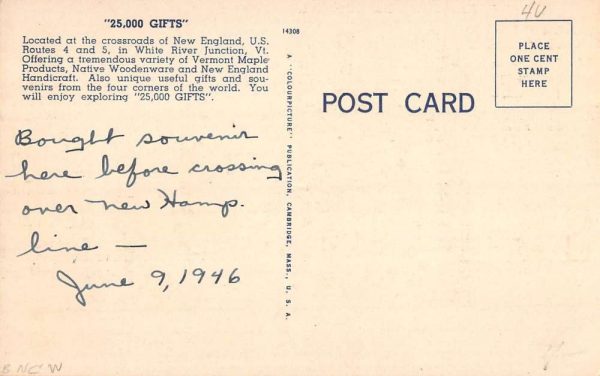 "25,000 GIFTS"
Located at the crossroads of New England, U.S.
Routes 4 and 5, in White River Junction, Vt.
Offering a tremendous variety of Vermont Maple
Products, Native Woodenware and New England
Handicraft. Also unique useful gifts and sou-
venirs from the four corners of the world. You
will enjoy exploring "25,000 GIFTS".
Bought souvenir
here before crossing
over new Hamp.
line —
June 9, 1946
B NC W
14308
A "COLOURPICTURE" PUBLICATION, CAMBRIDGE, MASS., U. S. A.
POST CARD
4U
PLACE
ONE CENT
STAMP
HERE